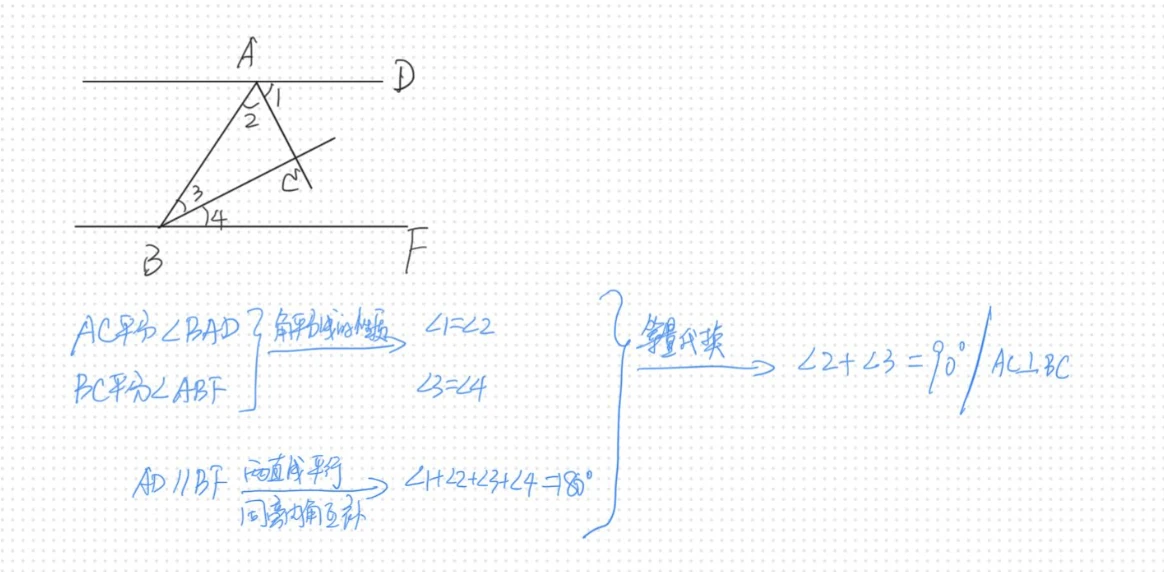 A
D
1
2
C
3
4
B
F
AC平分∠BAD 角平分线的性质 ∠1=∠2
BC平分∠ABF ∠3=∠4
等量代换 ∠2+∠3=90°/AC⊥BC
AD//BF 两直线平行 ∠1+∠2+∠3+∠4=180°
同旁内角互补